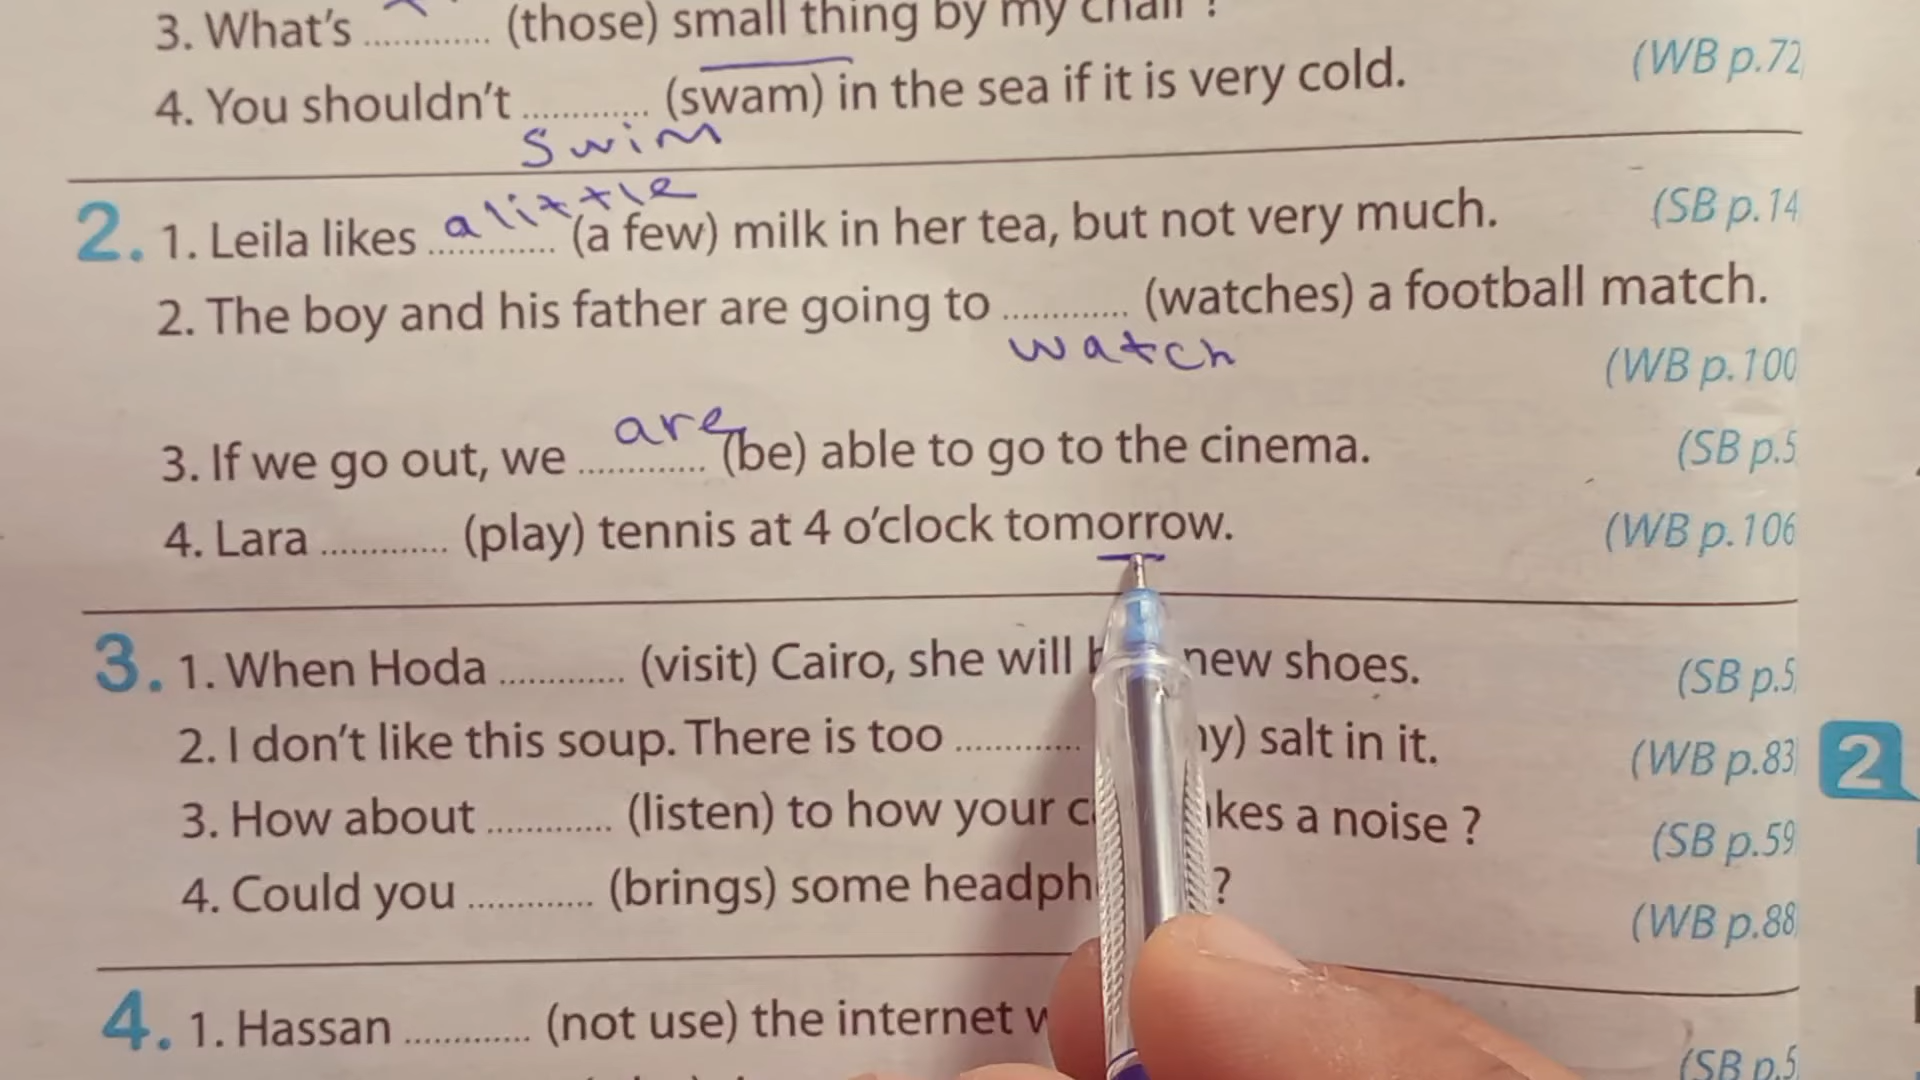 3. What's ............ (those) small thing by my chair ?
4. You shouldn't ............ (swam) in the sea if it is very cold. (WB p.72
swim
a little
2. 1. Leila likes ............ (a few) milk in her tea, but not very much. (SB p.14
2. The boy and his father are going to ............ (watches) a football match.
watch
(WB p.100
are
3. If we go out, we ............ (be) able to go to the cinema. (SB p.5
4. Lara ............ (play) tennis at 4 o'clock tomorrow. (WB p.106
3. 1. When Hoda ............ (visit) Cairo, she will new shoes. (SB p.5
2. I don't like this soup. There is too ............ ny) salt in it. (WB p.83
2
3. How about ............ (listen) to how your c kes a noise ? (SB p.59
4. Could you ............ (brings) some headph ? (WB p.88
4. 1. Hassan ............ (not use) the internet w
(SB p.5